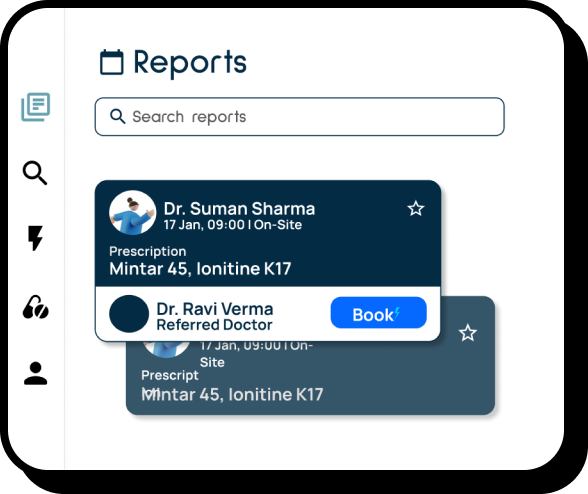 Reports
Search reports
Dr. Suman Sharma
17 Jan, 09:00 | On-Site
Prescription
Mintar 45, Ionitine K17
Dr. Ravi Verma
Referred Doctor
Book
17 Jan, 09:00 | On-
Site
Prescript
ion
Mintar 45, Ionitine K17